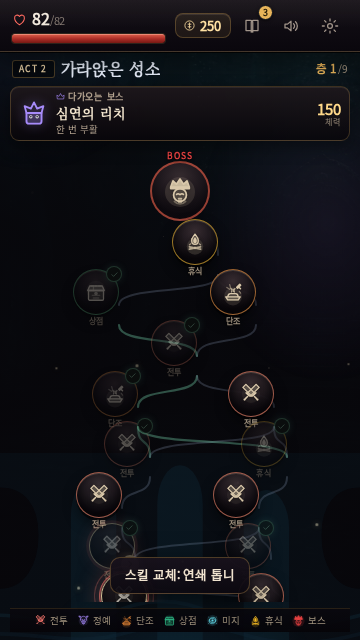 82/82
250
3
ACT 2 가라앉은 성소
층 1/9
다가오는 보스
심연의 리치
한 번 부활
150
체력
BOSS
휴식
상점
단조
전투
단조
전투
전투
휴식
전투
전투
스킬 교체: 연쇄 톱니
전투 정예 단조 상점 미지 휴식 보스